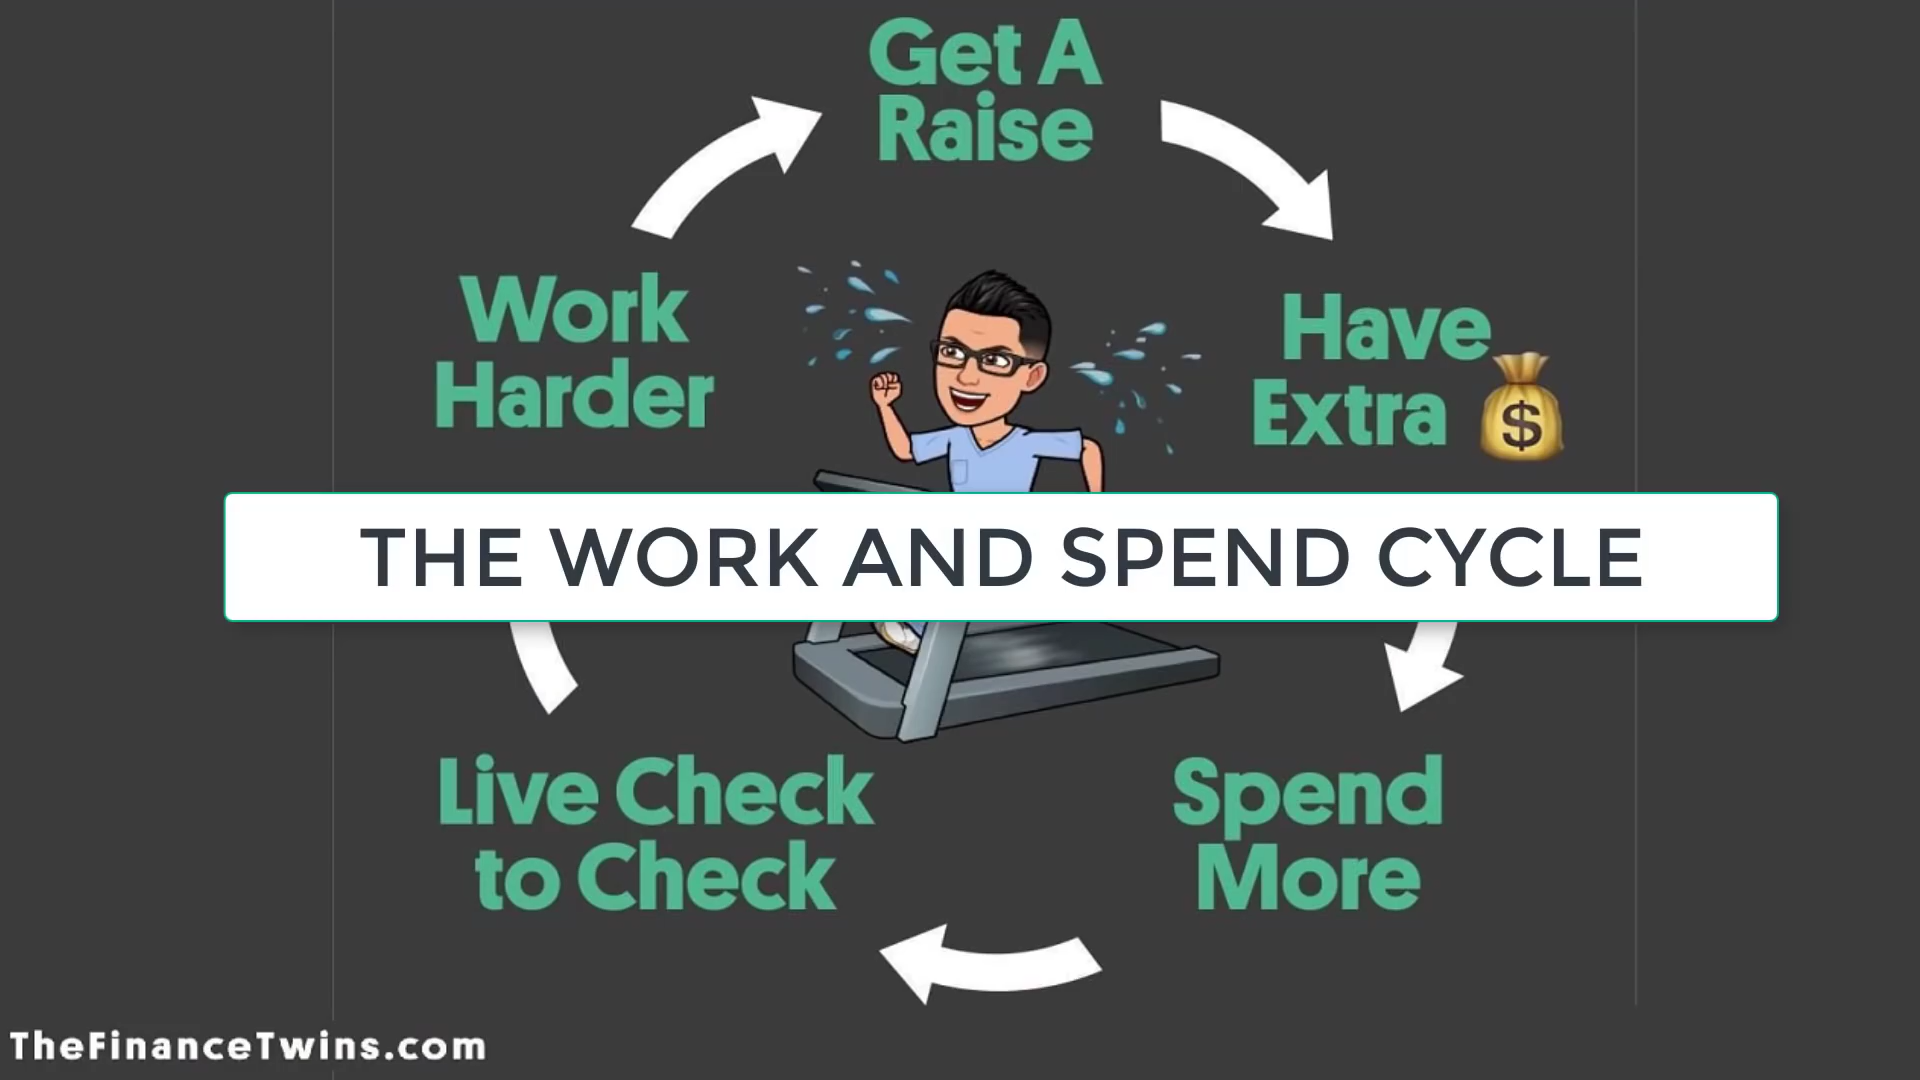 Get A
Raise
Work
Harder
Have
Extra
$
THE WORK AND SPEND CYCLE
Live Check
to Check
Spend
More
TheFinanceTwins.com